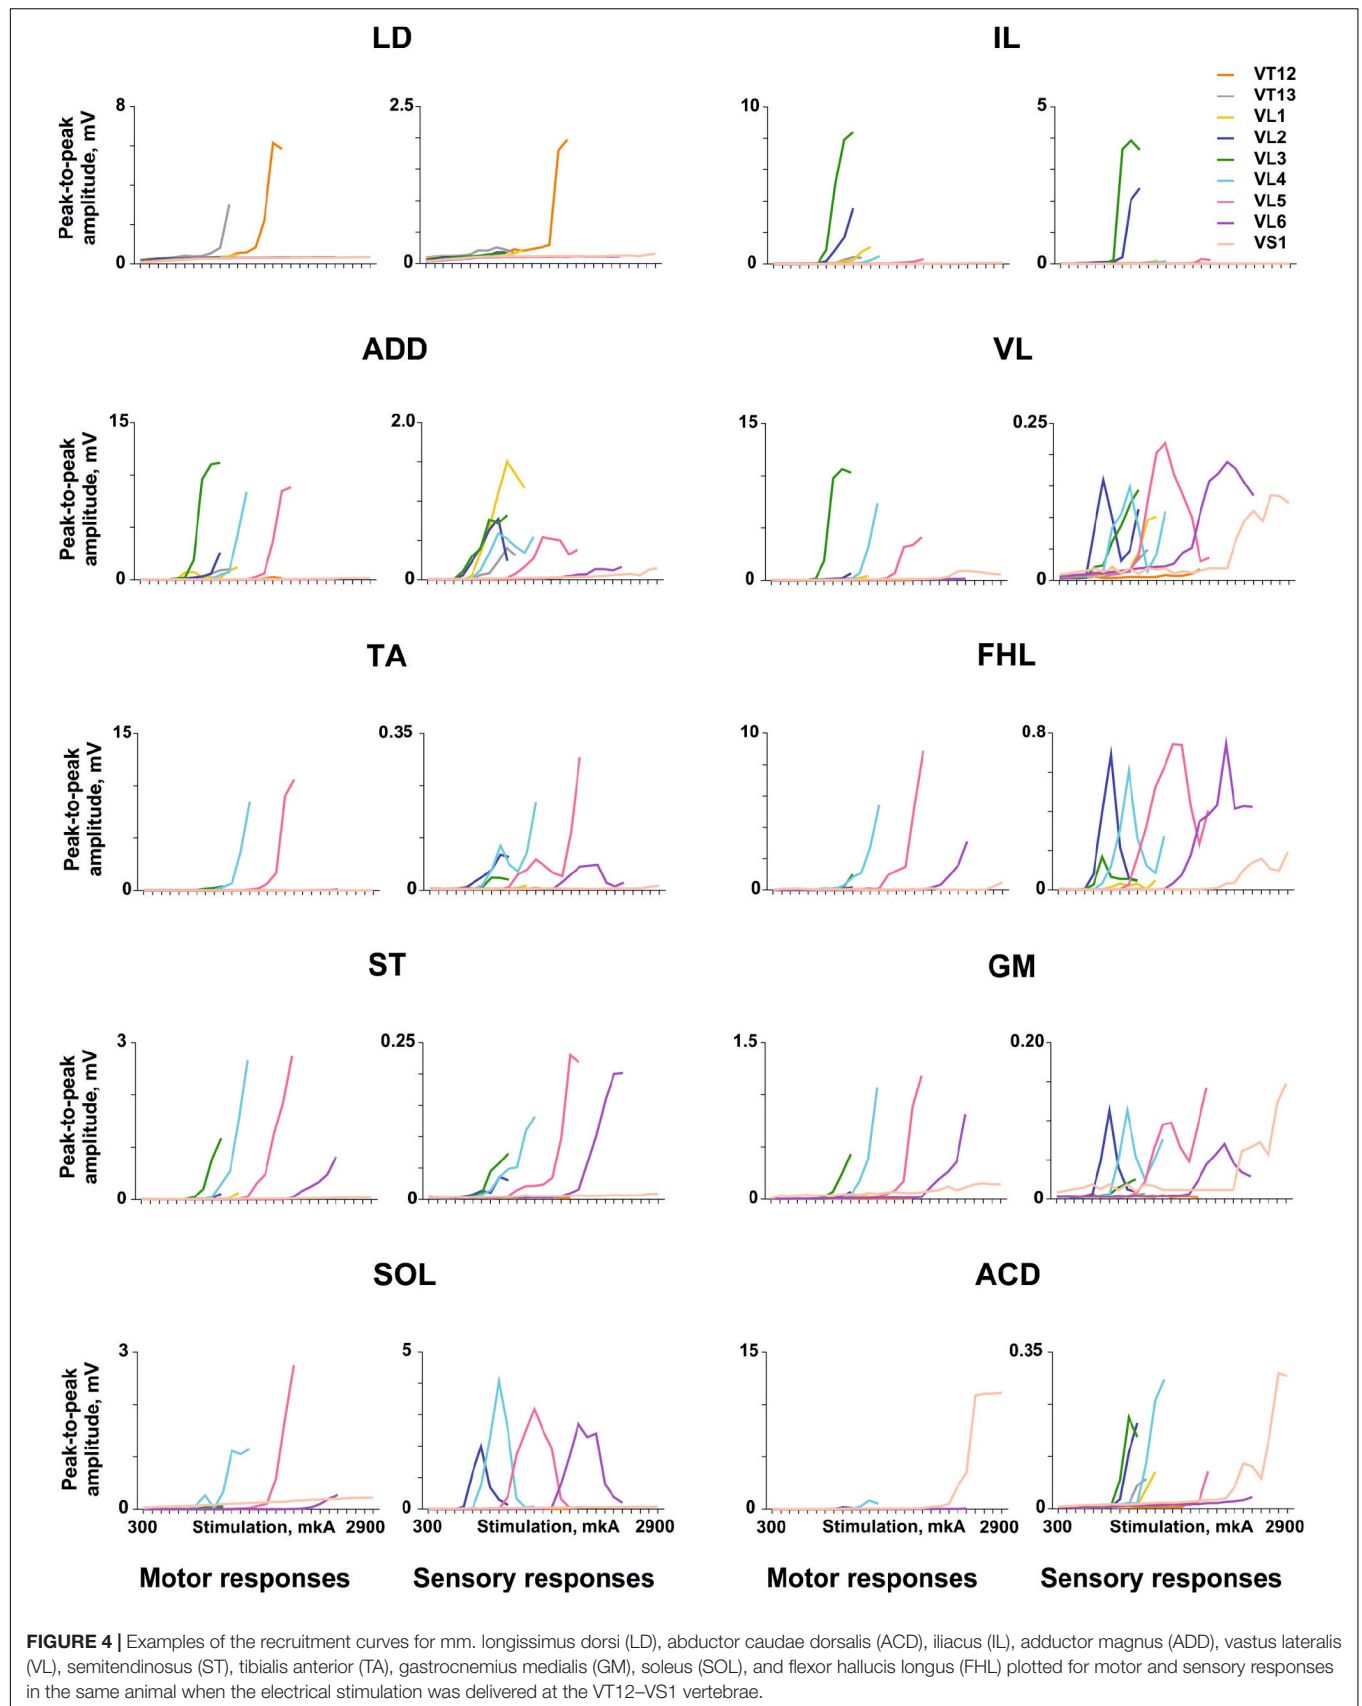 LD
IL
VT12
VT13
VL1
VL2
VL3
VL4
VL5
VL6
VS1
Peak-to-peak
amplitude, mV
8
4
0
2.5
0
10
0
5
0
ADD
VL
Peak-to-peak
amplitude, mV
15
0
2.0
0
15
0
0.25
0
TA
FHL
Peak-to-peak
amplitude, mV
15
0
0.35
0
10
0
0.8
0
ST
GM
Peak-to-peak
amplitude, mV
3
0
0.25
0
1.5
0
0.20
0
SOL
ACD
Peak-to-peak
amplitude, mV
3
0
5
0
15
0
0.35
0
300 Stimulation, mkA 2900
300 Stimulation, mkA 2900
300 Stimulation, mkA 2900
300 Stimulation, mkA 2900
Motor responses
Sensory responses
Motor responses
Sensory responses
FIGURE 4 | Examples of the recruitment curves for mm. longissimus dorsi (LD), abductor caudae dorsalis (ACD), iliacus (IL), adductor magnus (ADD), vastus lateralis
(VL), semitendinosus (ST), tibialis anterior (TA), gastrocnemius medialis (GM), soleus (SOL), and flexor hallucis longus (FHL) plotted for motor and sensory responses
in the same animal when the electrical stimulation was delivered at the VT12–VS1 vertebrae.